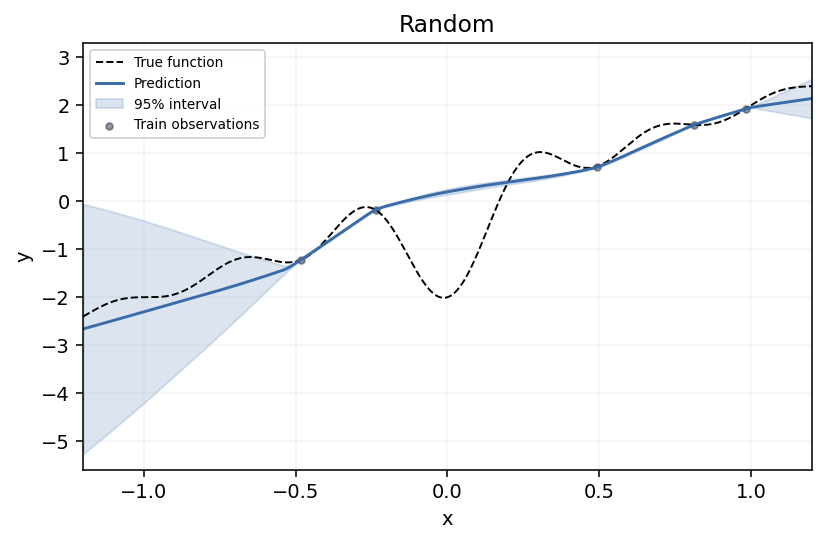 Random
True function
Prediction
95% interval
Train observations
3
2
1
0
−1
−2
−3
−4
−5
y
−1.0
−0.5
0.0
0.5
1.0
x